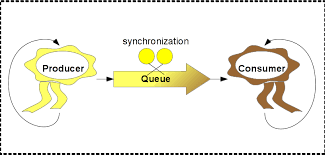 synchronization
Producer
Queue
Consumer